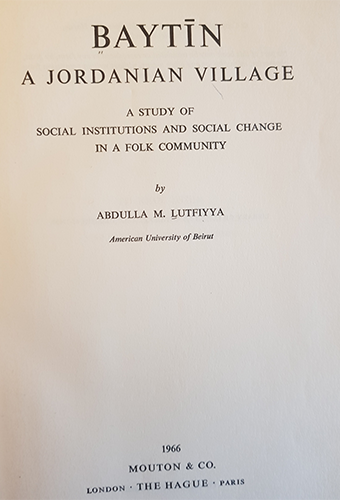 BAYTĪN
A JORDANIAN VILLAGE
A STUDY OF
SOCIAL INSTITUTIONS AND SOCIAL CHANGE
IN A FOLK COMMUNITY
by
ABDULLA M. LUTFIYYA
American University of Beirut
1966
MOUTON & CO.
LONDON · THE HAGUE · PARIS